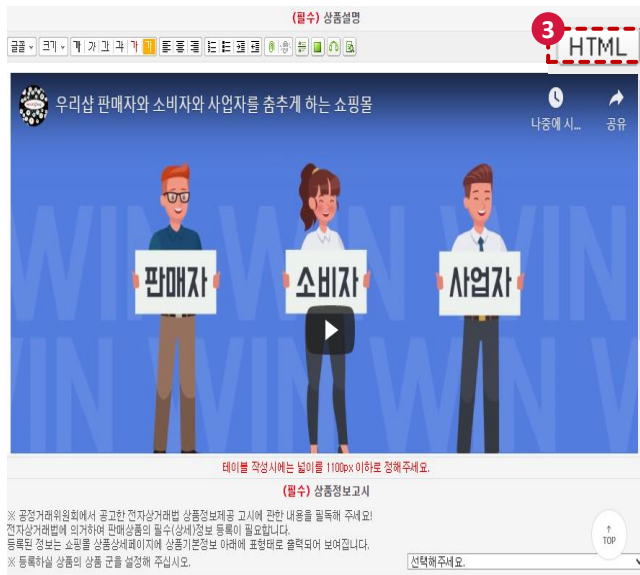 (필수) 상품설명
3
글꼴 크기 가 가 가 가 가 가
HTML
우리샵 판매자와 소비자와 사업자를 춤추게 하는 쇼핑몰
나중에 시... 공유
WIN WIN WIN
판매자 소비자 사업자
테이블 작성시에는 넓이를 1100px 이하로 정해주세요.
(필수) 상품정보고시
※ 공정거래위원회에서 공고한 전자상거래법 상품정보제공 고시에 관한 내용을 필독해 주세요!
전자상거래법에 의거하여 판매상품의 필수(상세)정보 등록이 필요합니다.
등록된 정보는 쇼핑몰 상품상세페이지에 상품기본정보 아래에 표형태로 출력되어 보여집니다.
↑
TOP
※ 등록하실 상품의 상품 군을 설정해 주십시오.
선택해주세요.